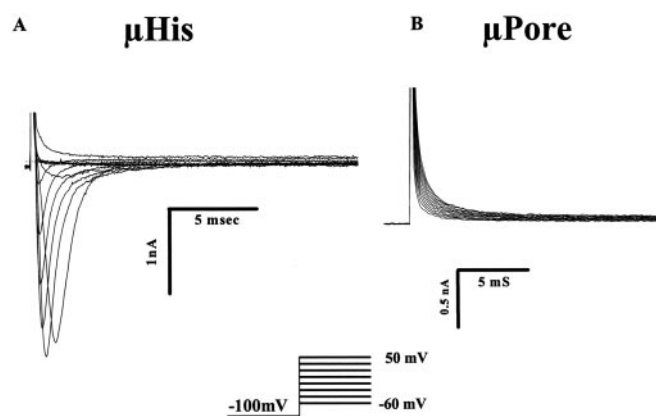 A
μHis
B
μPore
5 msec
1nA
5 mS
0.5 nA
50 mV
-100mV
-60 mV